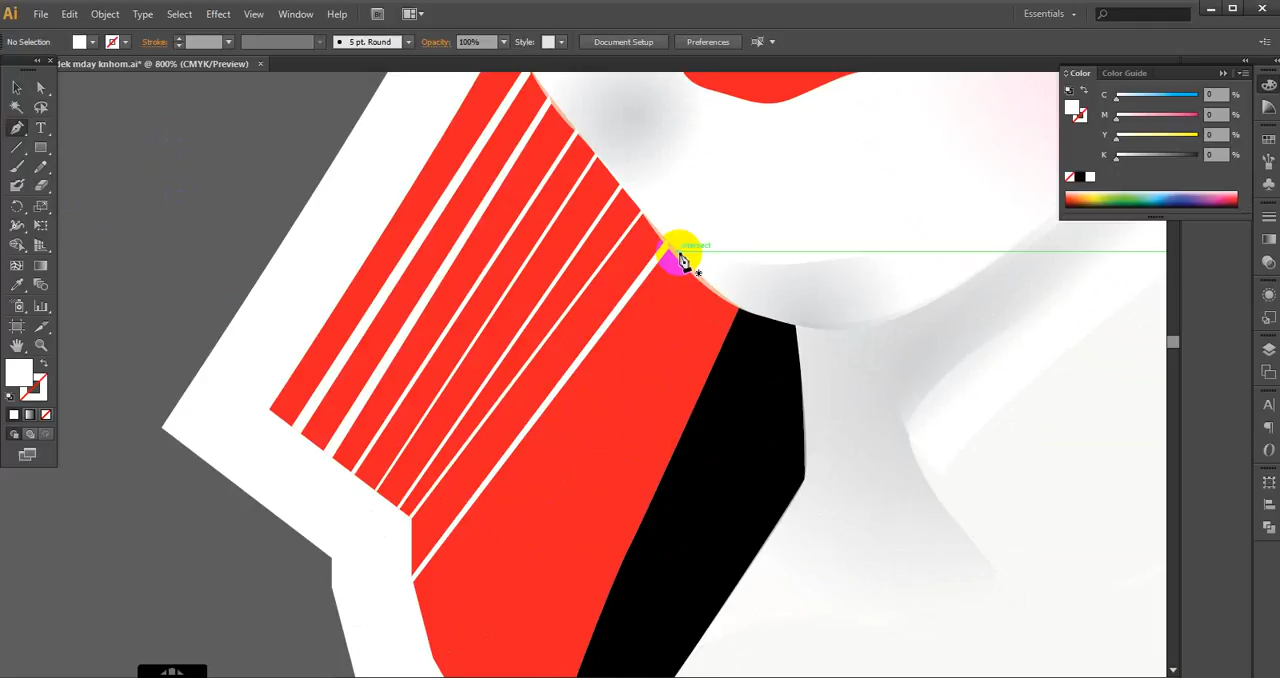 Ai File Edit Object Type Select Effect View Window Help Br Essentials
No Selection Stroke: 5 pt. Round Opacity: 100% Style: Document Setup Preferences
dek mday knhom.ai* @ 800% (CMYK/Preview) ×
Color Color Guide
C 0 %
M 0 %
Y 0 %
K 0 %
intersect